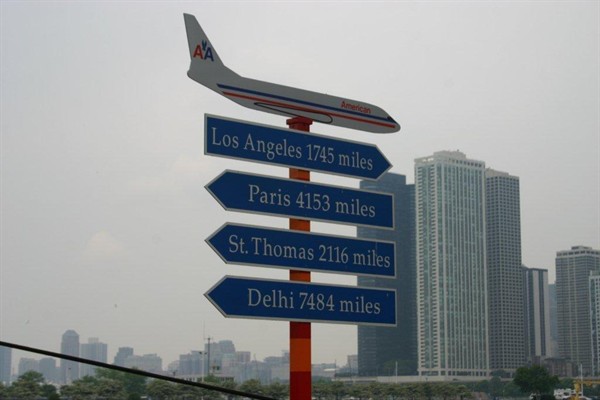 AA
American
Los Angeles 1745 miles
Paris 4153 miles
St. Thomas 2116 miles
Delhi 7484 miles